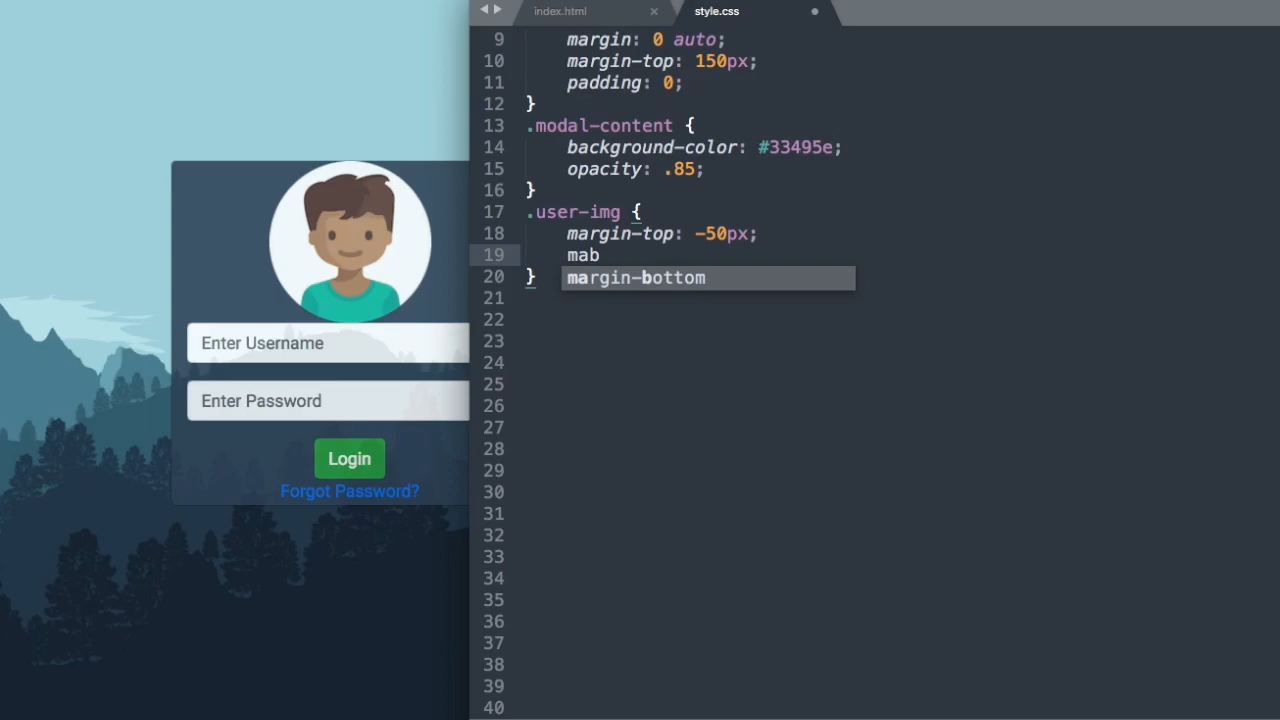 Enter Username
Enter Password
Login
Forgot Password?
index.html
style.css
9 margin: 0 auto;
10 margin-top: 150px;
11 padding: 0;
12 }
13 .modal-content {
14 background-color: #33495e;
15 opacity: .85;
16 }
17 .user-img {
18 margin-top: -50px;
19 mab
20 } margin-bottom
21
22
23
24
25
26
27
28
29
30
31
32
33
34
35
36
37
38
39
40